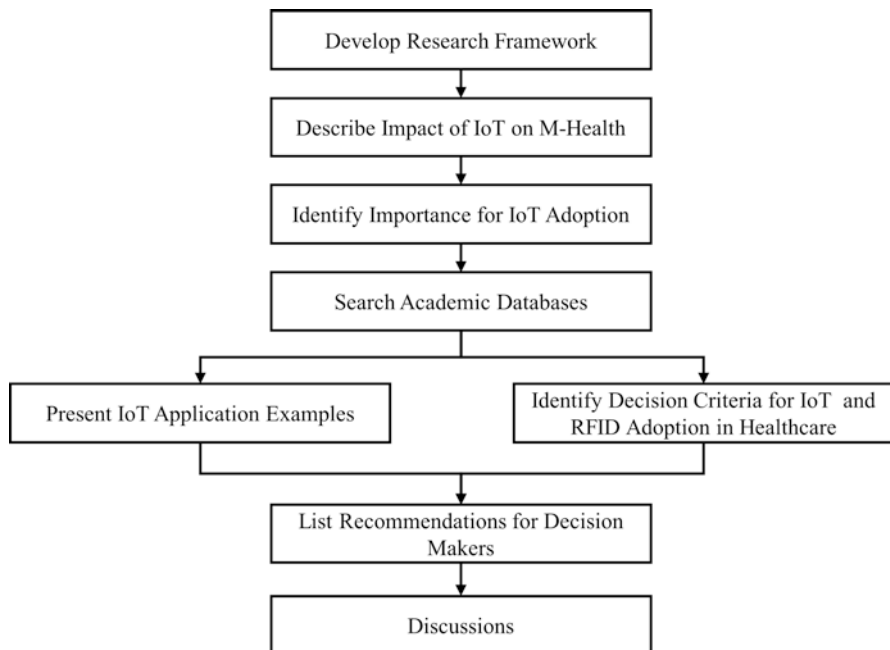 Develop Research Framework
Describe Impact of IoT on M-Health
Identify Importance for IoT Adoption
Search Academic Databases
Present IoT Application Examples
Identify Decision Criteria for IoT and
RFID Adoption in Healthcare
List Recommendations for Decision
Makers
Discussions